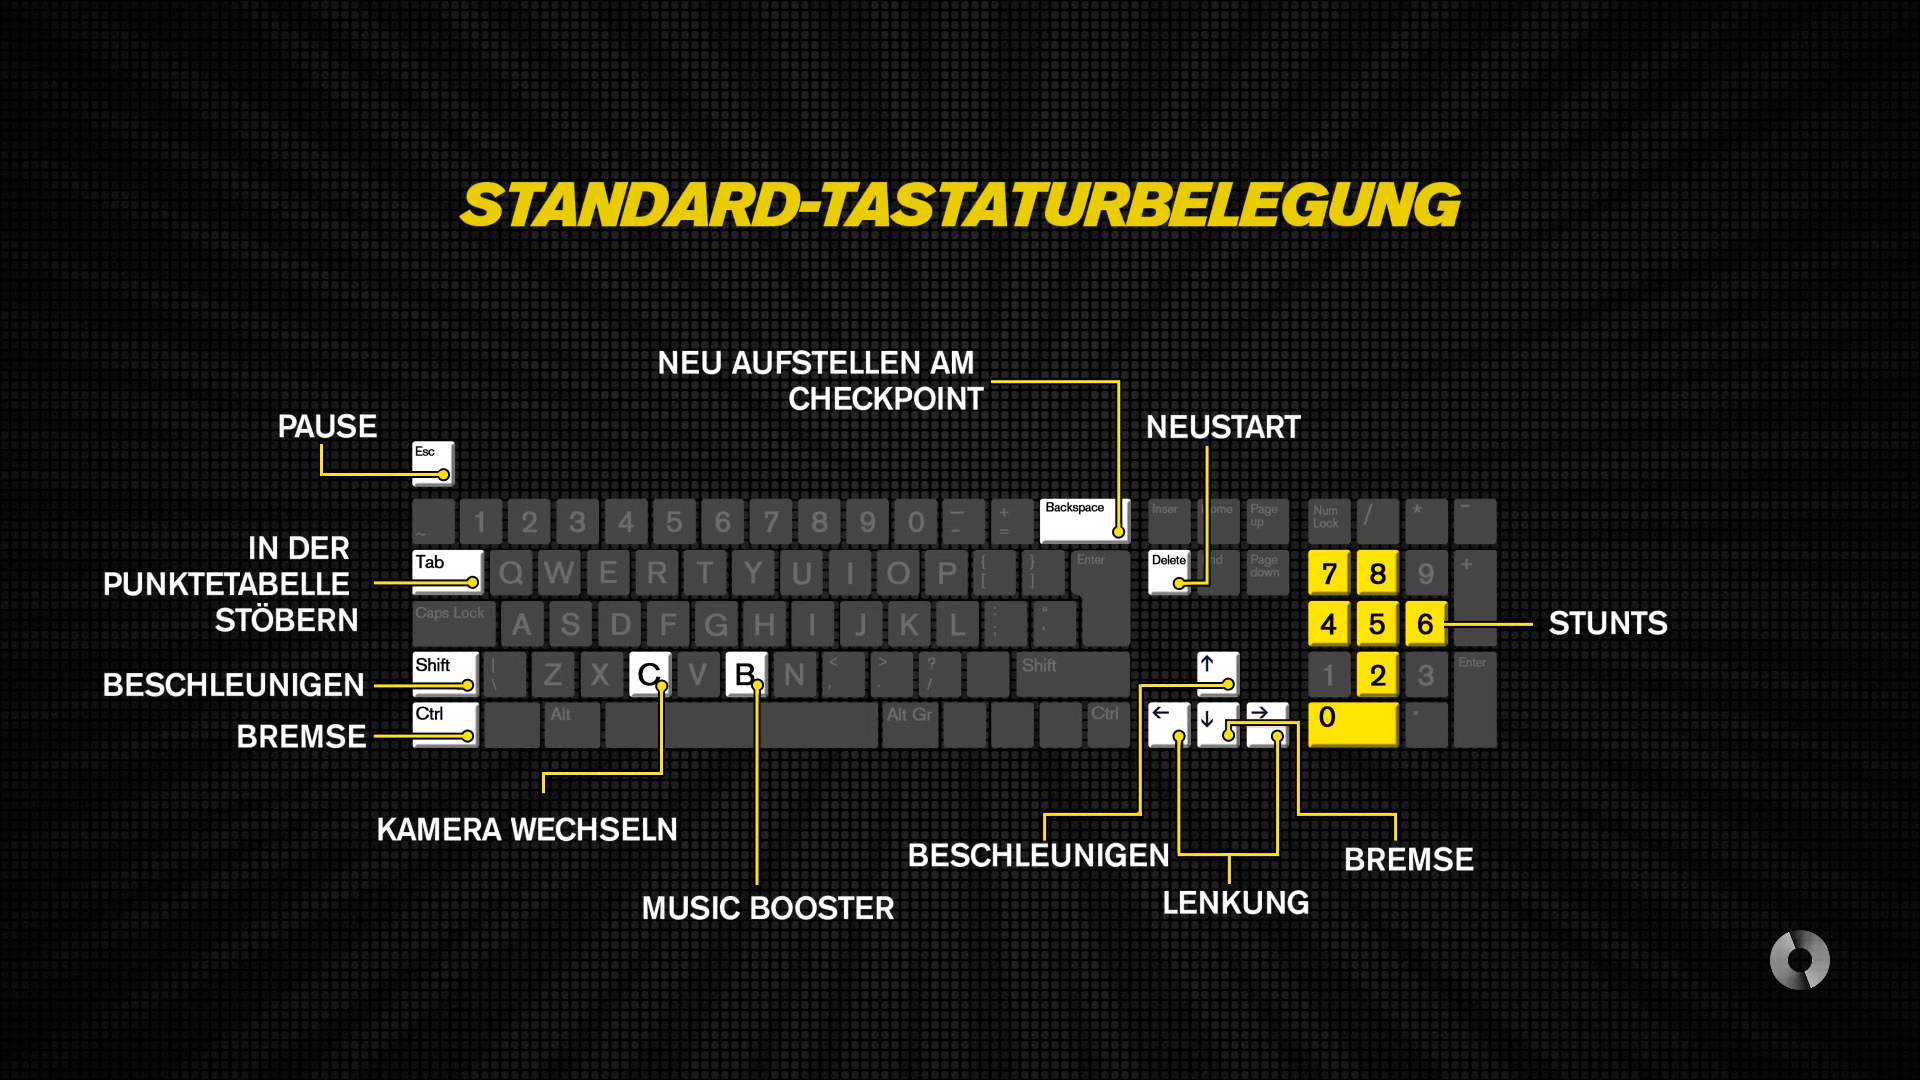 STANDARD-TASTATURBELEGUNG
NEU AUFSTELLEN AM
CHECKPOINT
PAUSE
NEUSTART
Esc
~ 1 2 3 4 5 6 7 8 9 0 — - + = Backspace Inser Home Page up Num Lock / * -
IN DER
PUNKTETABELLE
STÖBERN
Tab Q W E R T Y U I O P { [ } ] Enter Delete nd Page down 7 8 9 +
Caps Lock A S D F G H I J K L : ; " ' 4 5 6
STUNTS
BESCHLEUNIGEN
Shift | \ Z X C V B N < , > . ? / Shift ↑ 1 2 3 Enter
BREMSE
Ctrl Alt Alt Gr Ctrl ← ↓ → 0 .
KAMERA WECHSELN
BESCHLEUNIGEN
BREMSE
MUSIC BOOSTER
LENKUNG